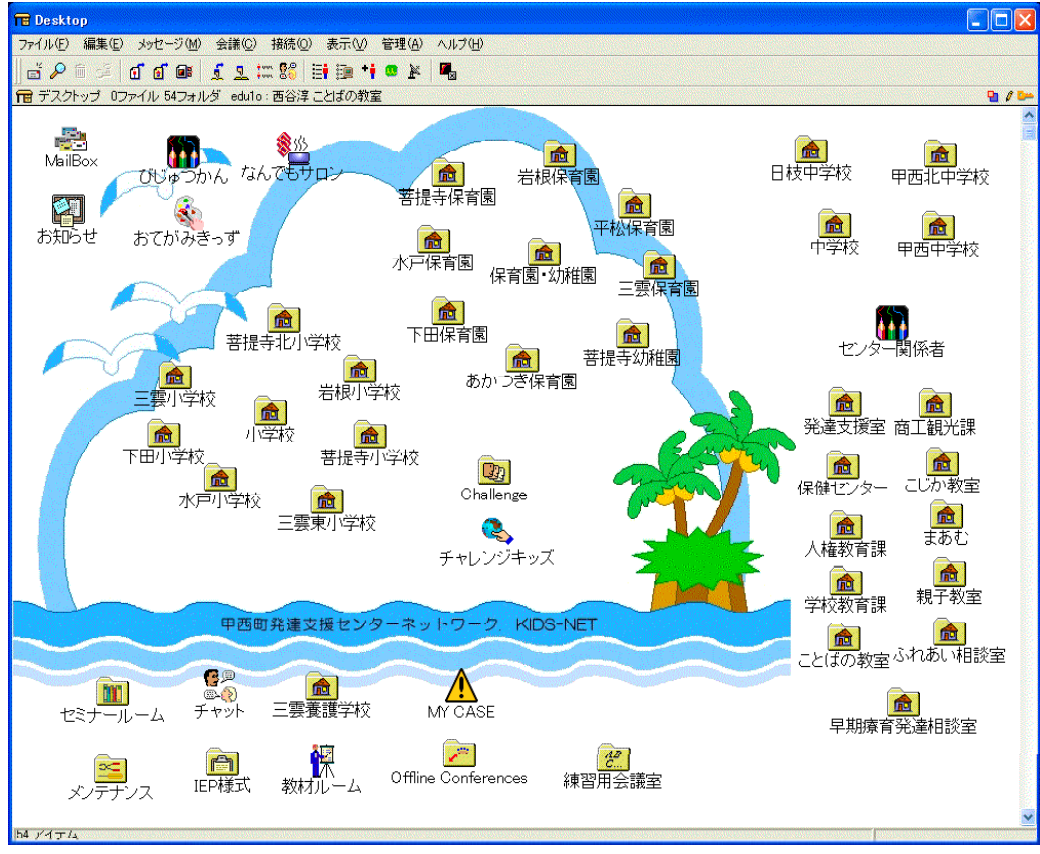 Desktop
ファイル(F) 編集(E) メッセージ(M) 会議(C) 接続(O) 表示(V) 管理(A) ヘルプ(H)
デスクトップ 0ファイル 54フォルダ edu1o : 西谷淳 ことばの教室
MailBox
びじゅつかん
なんでもサロン
お知らせ
おてがみきっず
菩提寺保育園
岩根保育園
平松保育園
水戸保育園
保育園・幼稚園
三雲保育園
下田保育園
あかつき保育園
菩提寺幼稚園
日枝中学校
甲西北中学校
中学校
甲西中学校
センター関係者
菩提寺北小学校
三雲小学校
岩根小学校
小学校
下田小学校
菩提寺小学校
水戸小学校
三雲東小学校
Challenge
チャレンジキッズ
発達支援室
商工観光課
保健センター
こじか教室
人権教育課
まあむ
学校教育課
親子教室
ことばの教室
ふれあい相談室
早期療育発達相談室
甲西町発達支援センターネットワーク. KIDS-NET
セミナールーム
チャット
三雲養護学校
MY CASE
メンテナンス
IEP様式
教材ルーム
Offline Conferences
練習用会議室
54 アイテム